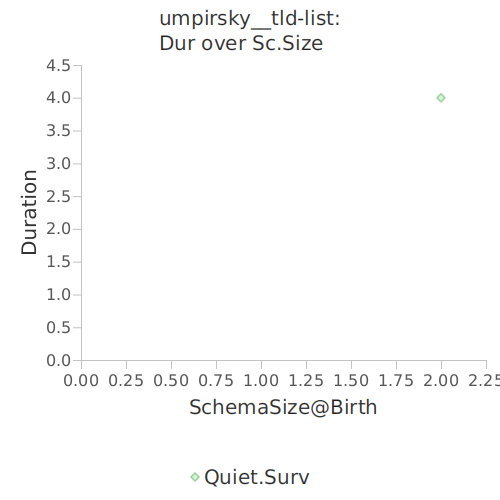 umpirsky__tld-list:
Dur over Sc.Size
4.5
4.0
3.5
3.0
2.5
2.0
1.5
1.0
0.5
0.0
Duration
0.00 0.25 0.50 0.75 1.00 1.25 1.50 1.75 2.00 2.25
SchemaSize@Birth
Quiet.Surv